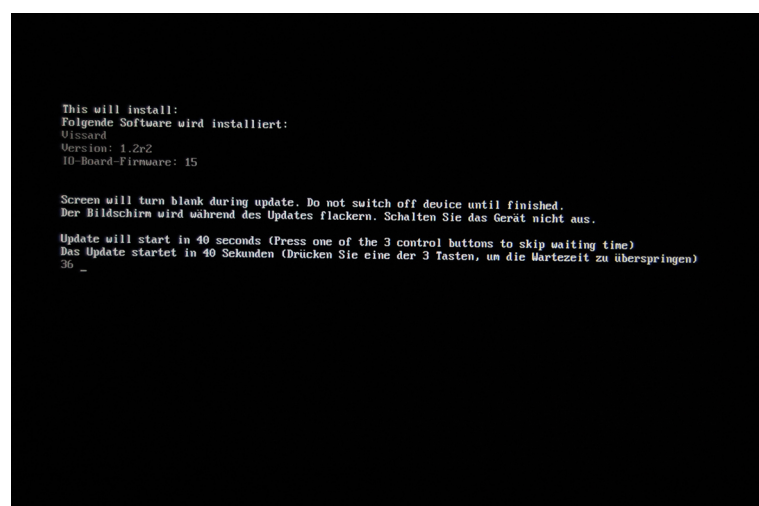 This will install:
Folgende Software wird installiert:
Vissard
Version: 1.2r2
IO-Board-Firmware: 15
Screen will turn blank during update. Do not switch off device until finished.
Der Bildschirm wird während des Updates flackern. Schalten Sie das Gerät nicht aus.
Update will start in 40 seconds (Press one of the 3 control buttons to skip waiting time)
Das Update startet in 40 Sekunden (Drücken Sie eine der 3 Tasten, um die Wartezeit zu überspringen)
36 _